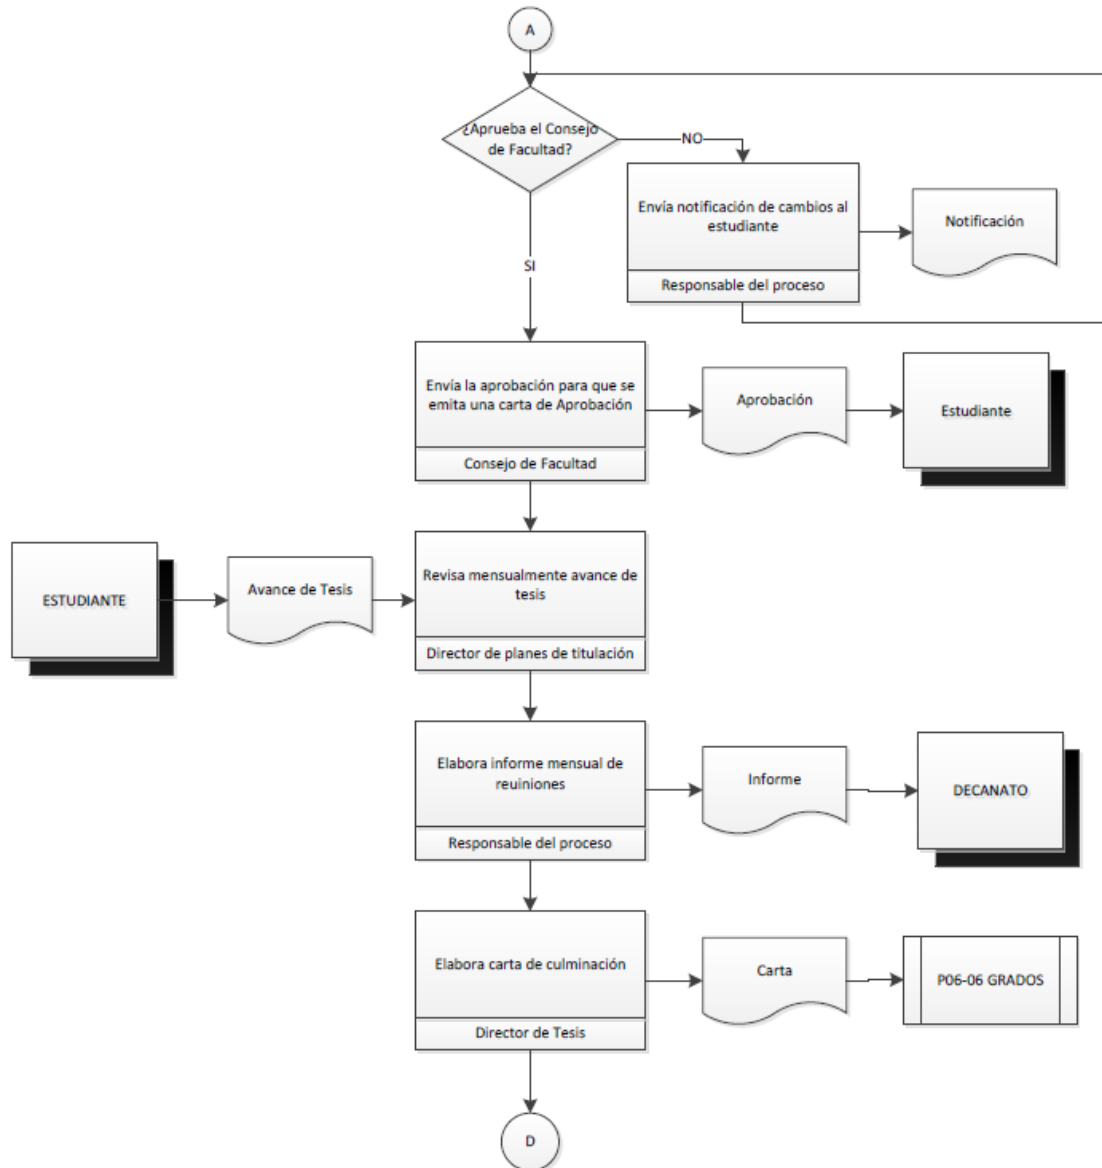 A
¿Aprueba el Consejo
de Facultad?
NO
Envía notificación de cambios al
estudiante
Responsable del proceso
Notificación
SI
Envía la aprobación para que se
emita una carta de Aprobación
Consejo de Facultad
Aprobación
Estudiante
ESTUDIANTE
Avance de Tesis
Revisa mensualmente avance de
tesis
Director de planes de titulación
Elabora informe mensual de
reuiniones
Responsable del proceso
Informe
DECANATO
Elabora carta de culminación
Director de Tesis
Carta
P06-06 GRADOS
D